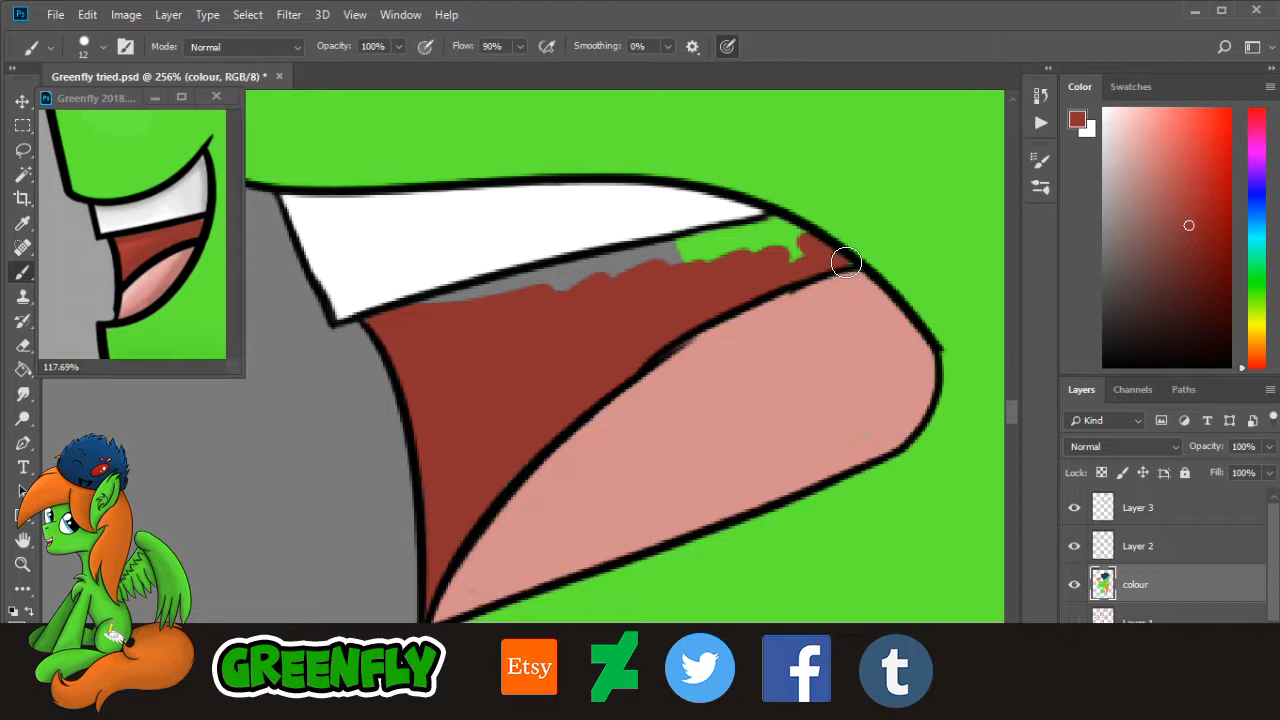 Ps File Edit Image Layer Type Select Filter 3D View Window Help
12 Mode: Normal Opacity: 100% Flow: 90% Smoothing: 0%
Greenfly tried.psd @ 256% (colour, RGB/8) * ×
Greenfly 2018....
117.69%
Color Swatches
Layers Channels Paths
Kind
Normal Opacity: 100%
Lock: Fill: 100%
Layer 3
Layer 2
colour
GREENFLY Etsy f t